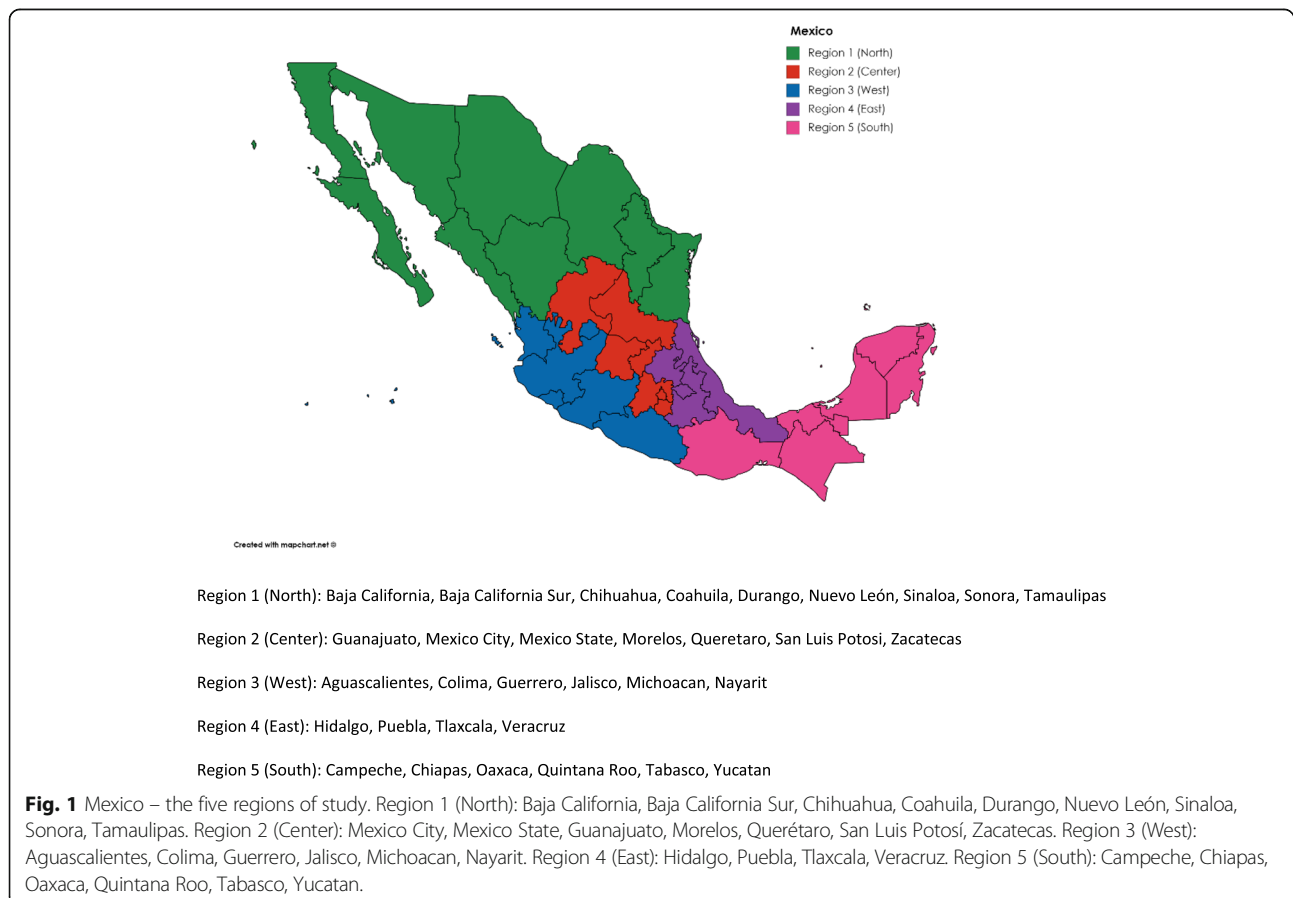 Mexico
Region 1 (North)
Region 2 (Center)
Region 3 (West)
Region 4 (East)
Region 5 (South)
Created with mapchart.net ©
Region 1 (North): Baja California, Baja California Sur, Chihuahua, Coahuila, Durango, Nuevo León, Sinaloa, Sonora, Tamaulipas
Region 2 (Center): Guanajuato, Mexico City, Mexico State, Morelos, Queretaro, San Luis Potosi, Zacatecas
Region 3 (West): Aguascalientes, Colima, Guerrero, Jalisco, Michoacan, Nayarit
Region 4 (East): Hidalgo, Puebla, Tlaxcala, Veracruz
Region 5 (South): Campeche, Chiapas, Oaxaca, Quintana Roo, Tabasco, Yucatan
Fig. 1 Mexico – the five regions of study. Region 1 (North): Baja California, Baja California Sur, Chihuahua, Coahuila, Durango, Nuevo León, Sinaloa,
Sonora, Tamaulipas. Region 2 (Center): Mexico City, Mexico State, Guanajuato, Morelos, Querétaro, San Luis Potosí, Zacatecas. Region 3 (West):
Aguascalientes, Colima, Guerrero, Jalisco, Michoacan, Nayarit. Region 4 (East): Hidalgo, Puebla, Tlaxcala, Veracruz. Region 5 (South): Campeche, Chiapas,
Oaxaca, Quintana Roo, Tabasco, Yucatan.